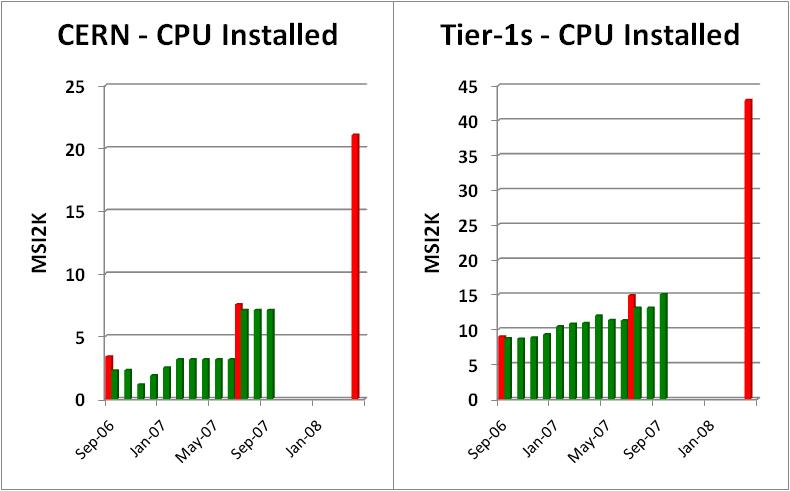 CERN - CPU Installed
25
20
15
10
5
0
MSI2K
Sep-06
Jan-07
May-07
Sep-07
Jan-08
Tier-1s - CPU Installed
45
40
35
30
25
20
15
10
5
0
MSI2K
Sep-06
Jan-07
May-07
Sep-07
Jan-08